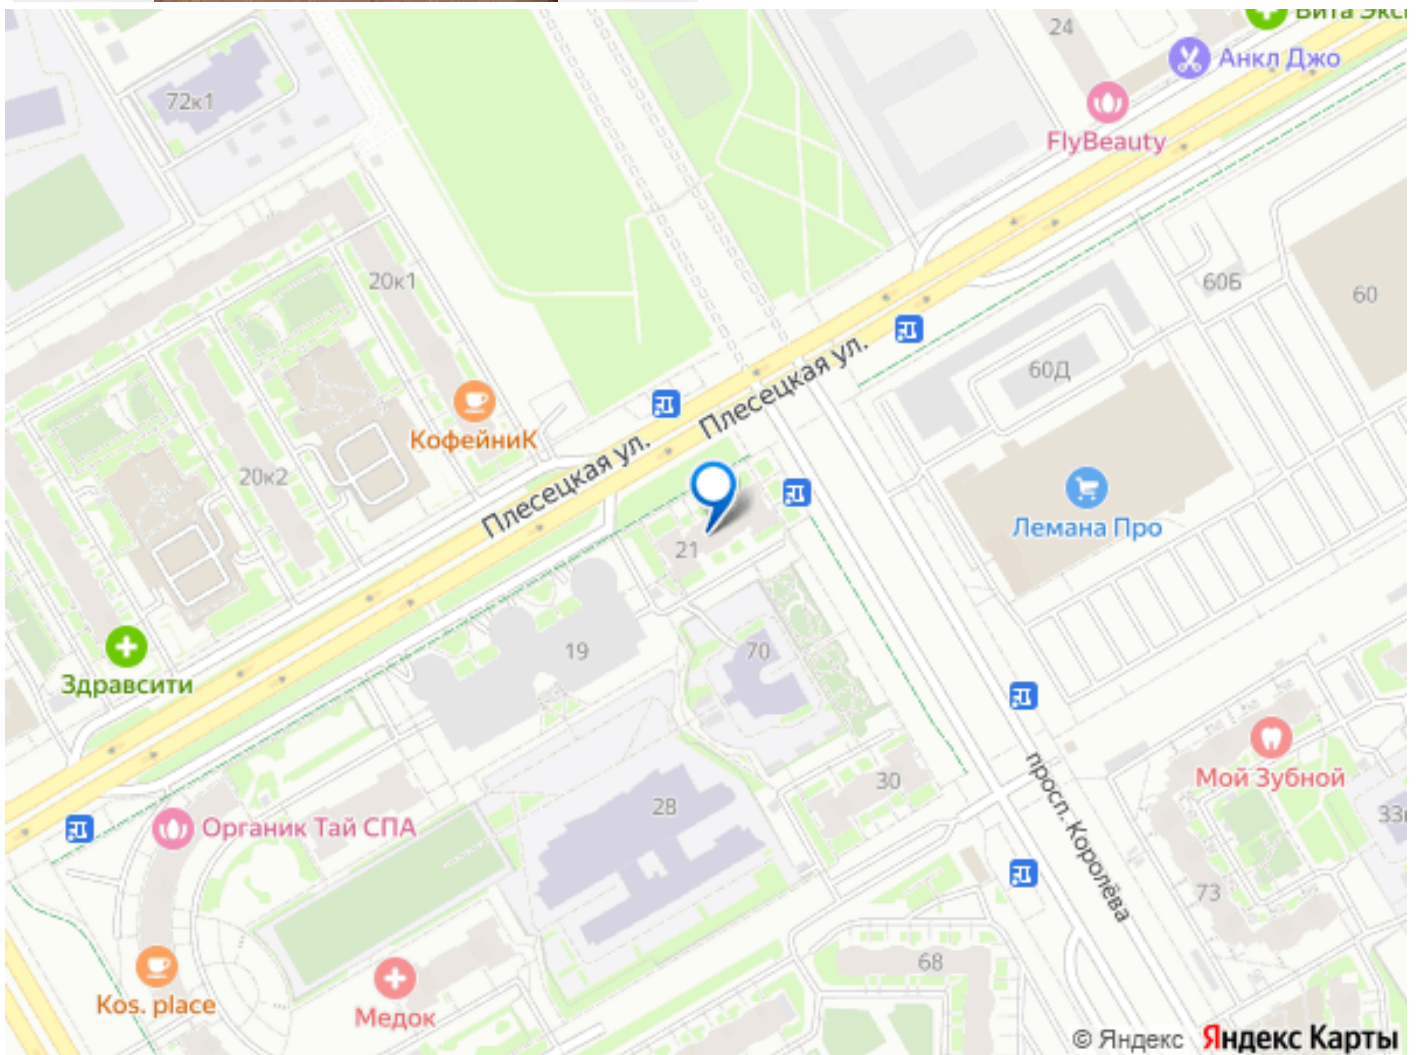 24
Анкл Джо
72к1
FlyBeauty
20к1
60Б
60
60Д
Плесецкая ул.
КофейниК
Плесецкая ул.
20к2
Лемана Про
21
19
70
Здравсити
просп. Королёва
Мой Зубной
30
28
Органик Тай СПА
73
68
Kos. place
Медок
© Яндекс Яндекс Карты